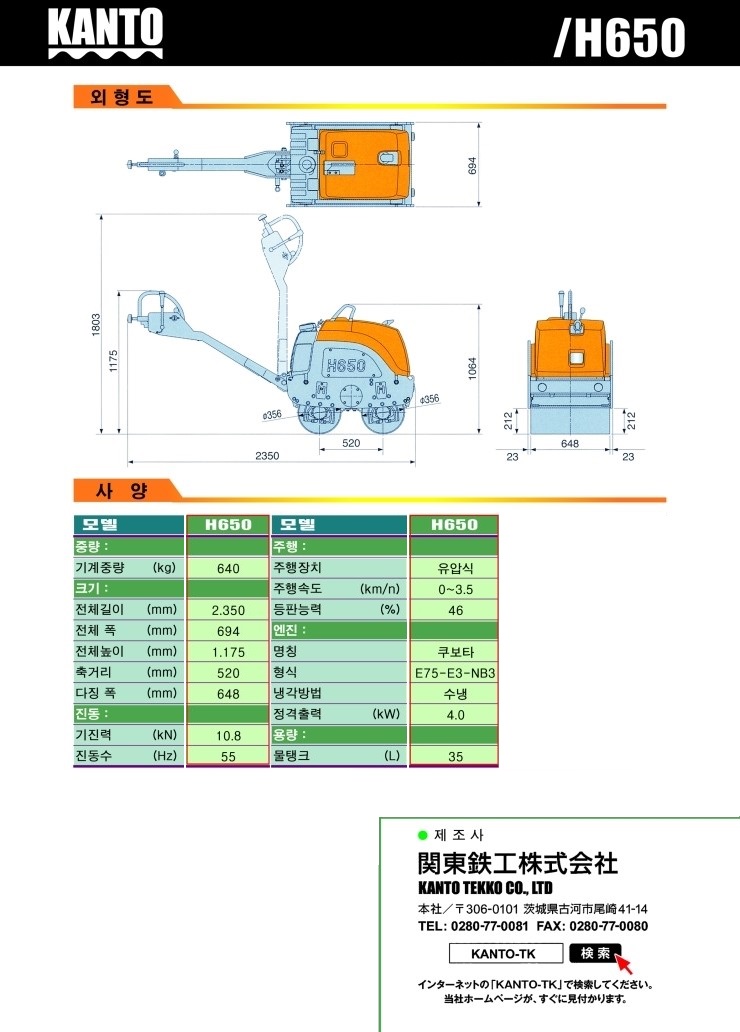 KANTO
/H650
외형도
694
1803
1175
H650
1064
ø356
ø356
520
2350
212
212
648
23
23
사 양
모델 H650 모델 H650
중량 : 주행 :
기계중량 (kg) 640 주행장치 유압식
크기 : 주행속도 (km/n) 0~3.5
전체길이 (mm) 2.350 등판능력 (%) 46
전체 폭 (mm) 694 엔진 :
전체높이 (mm) 1.175 명칭 쿠보타
축거리 (mm) 520 형식 E75-E3-NB3
다짐 폭 (mm) 648 냉각방법 수냉
진동 : 정격출력 (kW) 4.0
기진력 (kN) 10.8 용량 :
진동수 (Hz) 55 물탱크 (L) 35
제 조 사
関東鉄工株式会社
KANTO TEKKO CO., LTD
本社／〒306-0101 茨城県古河市尾崎41-14
TEL: 0280-77-0081 FAX: 0280-77-0080
KANTO-TK 検索
インターネットの「KANTO-TK」で検索してください。
当社ホームページが、すぐに見付かります。